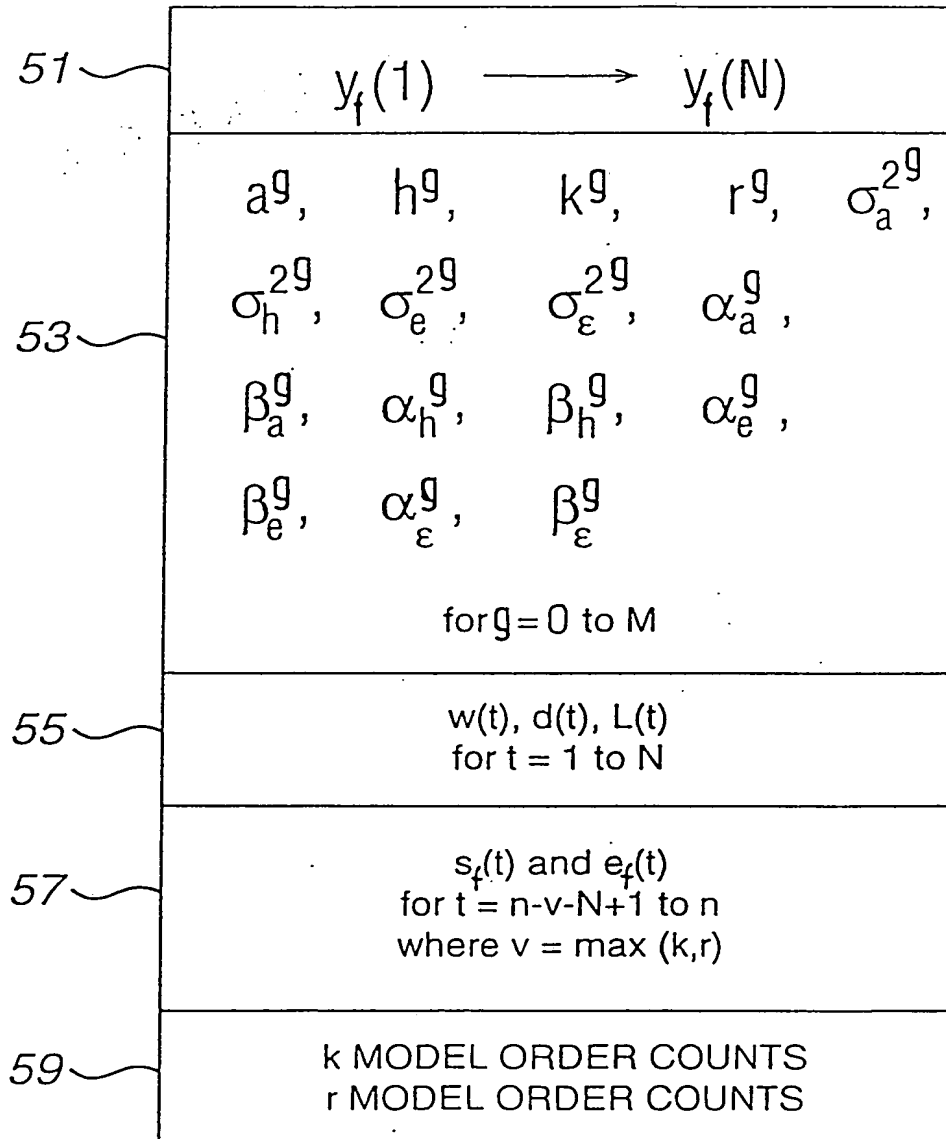 51
y_f(1) ⟶ y_f(N)
a^g, h^g, k^g, r^g, σ_a^{2g},
53
σ_h^{2g}, σ_e^{2g}, σ_ε^{2g}, α_a^g,
β_a^g, α_h^g, β_h^g, α_e^g,
β_e^g, α_ε^g, β_ε^g
for g = 0 to M
55
w(t), d(t), L(t)
for t = 1 to N
57
s_f(t) and e_f(t)
for t = n-v-N+1 to n
where v = max (k,r)
59
k MODEL ORDER COUNTS
r MODEL ORDER COUNTS